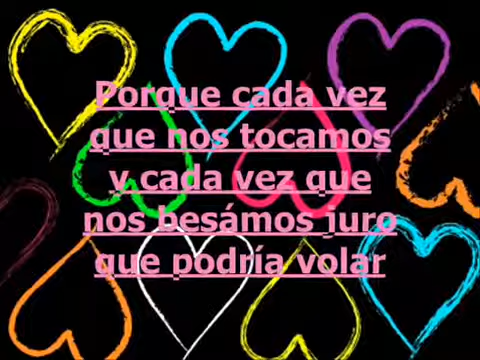 Porque cada vez
que nos tocamos
y cada vez que
nos besámos juro
que podría volar